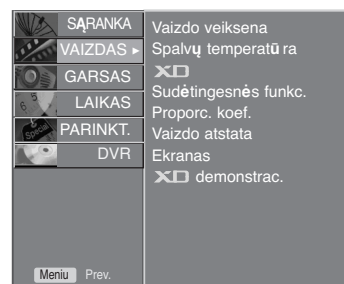 SĄRANKA
VAIZDAS ►
GARSAS
LAIKAS
PARINKT.
DVR
Vaizdo veiksena
Spalvų temperatūra
XD
Sudėtingesnės funkc.
Proporc. koef.
Vaizdo atstata
Ekranas
XD demonstrac.
Special
Meniu Prev.